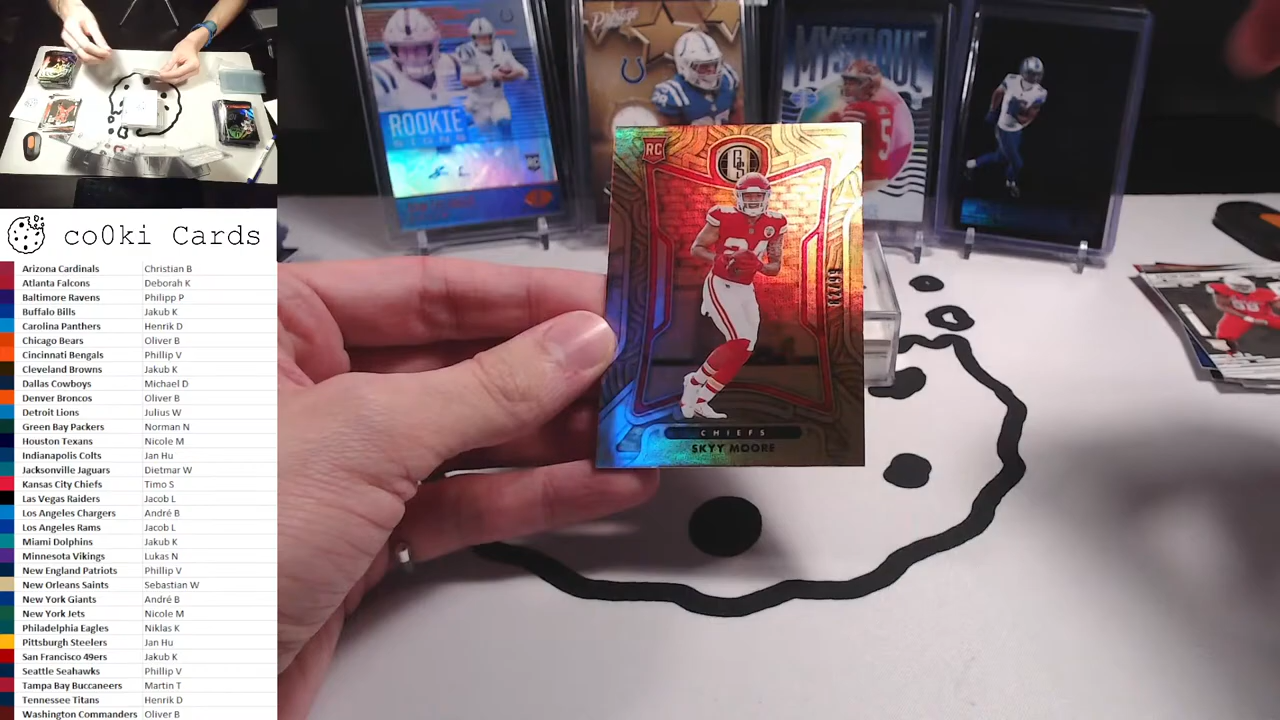 co0ki Cards
Arizona Cardinals Christian B
Atlanta Falcons Deborah K
Baltimore Ravens Philipp P
Buffalo Bills Jakub K
Carolina Panthers Henrik D
Chicago Bears Oliver B
Cincinnati Bengals Phillip V
Cleveland Browns Jakub K
Dallas Cowboys Michael D
Denver Broncos Oliver B
Detroit Lions Julius W
Green Bay Packers Norman N
Houston Texans Nicole M
Indianapolis Colts Jan Hu
Jacksonville Jaguars Dietmar W
Kansas City Chiefs Timo S
Las Vegas Raiders Jacob L
Los Angeles Chargers André B
Los Angeles Rams Jacob L
Miami Dolphins Jakub K
Minnesota Vikings Lukas N
New England Patriots Phillip V
New Orleans Saints Sebastian W
New York Giants André B
New York Jets Nicole M
Philadelphia Eagles Niklas K
Pittsburgh Steelers Jan Hu
San Francisco 49ers Jakub K
Seattle Seahawks Phillip V
Tampa Bay Buccaneers Martin T
Tennessee Titans Henrik D
Washington Commanders Oliver B
ROOKIE
SIGNS
Prestige
MYSTIQUE
5
RC
GS
24
CHIEFS
SKYY MOORE